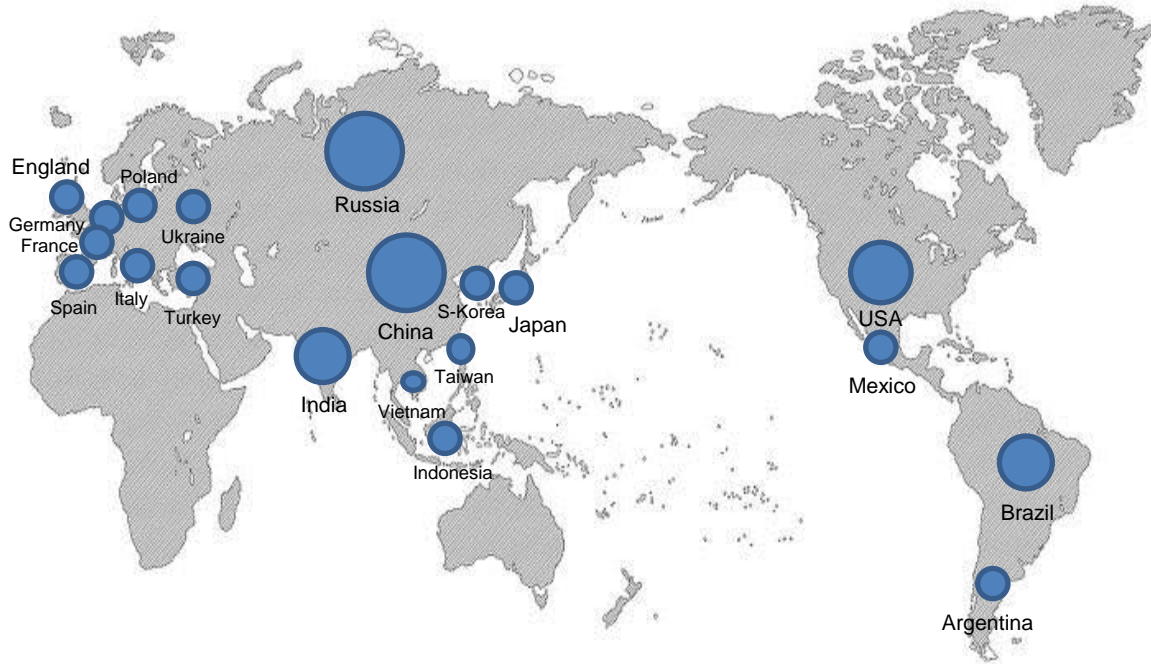 England
Poland
Russia
Germany
Ukraine
France
Spain
Italy
Turkey
S-Korea
USA
Japan
China
Taiwan
Mexico
India
Vietnam
Indonesia
Brazil
Argentina